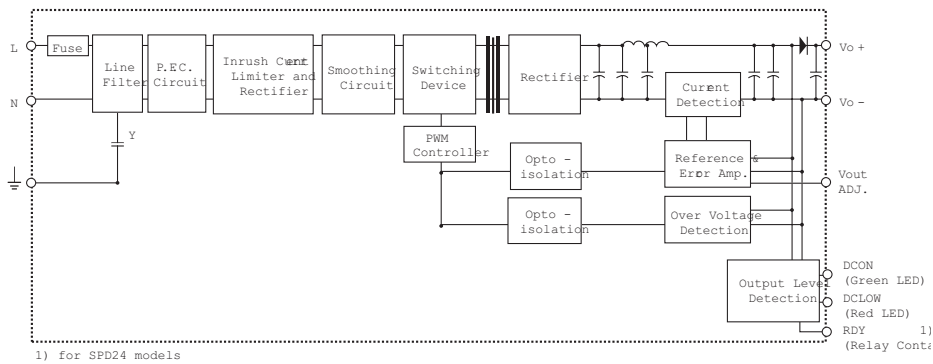 L
Fuse
Line
Filter
P.E.C.
Circuit
Inrush Current
Limiter and
Rectifier
Smoothing
Circuit
Switching
Device
Rectifier
Vo +
N
Current
Detection
Vo -
Y
PWM
Controller
Opto -
isolation
Reference &
Error Amp.
Vout
ADJ.
Opto -
isolation
Over Voltage
Detection
Output Level
Detection
DCON
(Green LED)
DCLOW
(Red LED)
RDY 1)
(Relay Conta
1) for SPD24 models